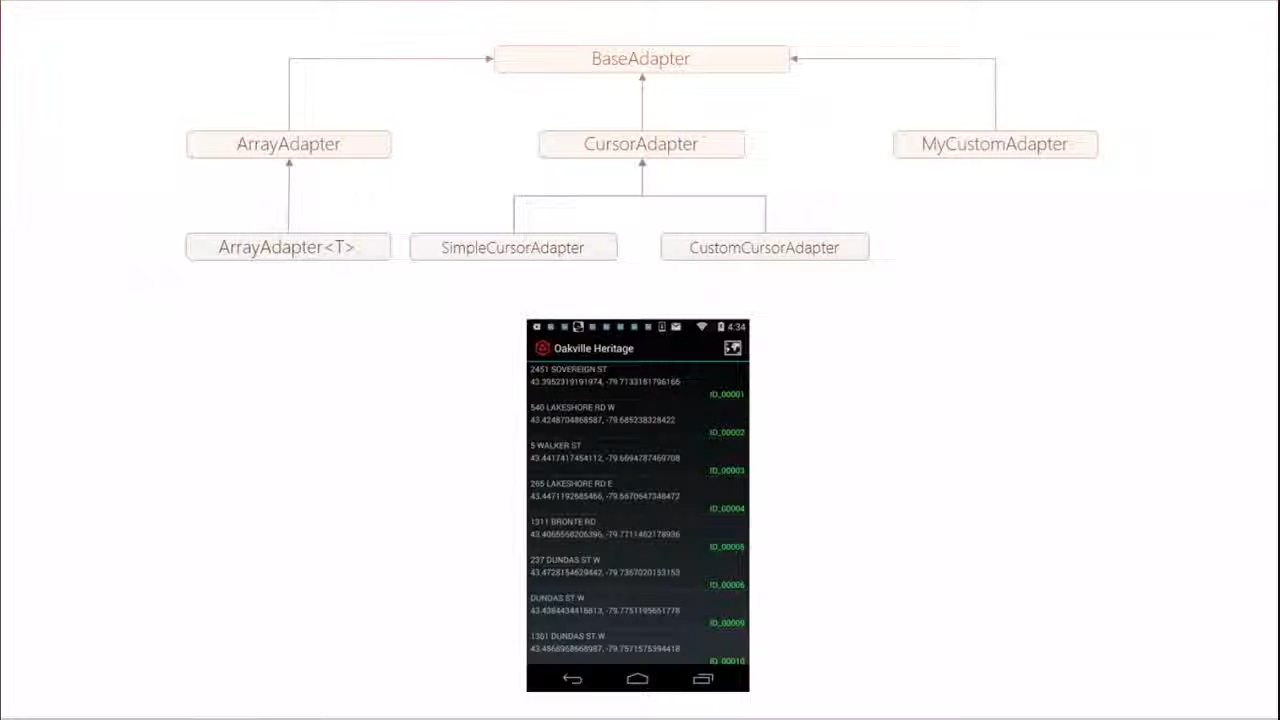 BaseAdapter
ArrayAdapter
CursorAdapter
MyCustomAdapter
ArrayAdapter<T>
SimpleCursorAdapter
CustomCursorAdapter
4:34
Oakville Heritage
2451 SOVEREIGN ST
ID_00001
540 LAKESHORE RD W
ID_00002
5 WALKER ST
ID_00003
265 LAKESHORE RD E
ID_00004
1311 BRONTE RD
ID_00005
237 DUNDAS ST W
ID_00006
DUNDAS ST W
ID_00009
1361 DUNDAS ST W
ID_00010